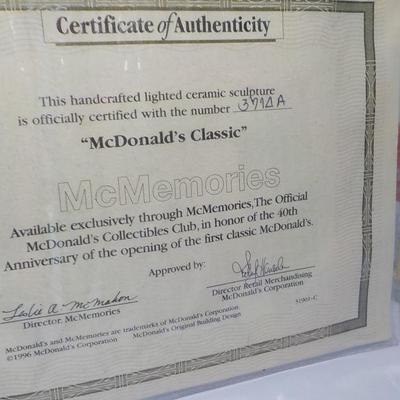 Certificate of Authenticity
This handcrafted lighted ceramic sculpture
is officially certified with the number
"McDonald's Classic"
McMemories
Available exclusively through McMemories, The Official
McDonald's Collectibles Club, in honor of the 40th
Anniversary of the opening of the first classic McDonald's.
Approved by:
Leslie A. McMahon
Director, McMemories
Director Retail Merchandising
McDonald's Corporation
51901-C
McDonald's and McMemories are trademarks of McDonald's Corporation.
©1996 McDonald's Corporation McDonald's Original Building Design